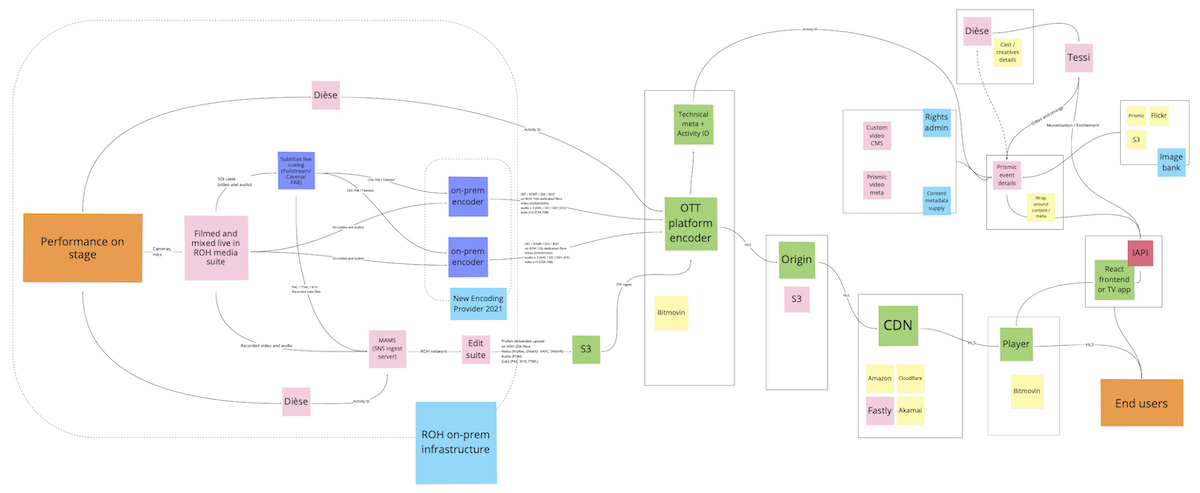 Dièse
Activity ID
Subtitles live
cueing
(Polistream/
Cavena/
FAB)
SDI cable
(video and audio)
CEA-708 / Teletext
CEA-708 / Teletext
on-prem
encoder
on-prem
encoder
SDI video and audio
SDI video and audio
New Encoding
Provider 2021
Performance on
stage
Cameras,
mics
Filmed and
mixed live in
ROH media
suite
Recorded video and audio
MAMS
(SNS ingest
server)
ROH network
Edit
suite
S3
Dièse
Activity ID
ROH on-prem
infrastructure
Technical
meta +
Activity ID
OTT
platform
encoder
Bitmovin
HLS
Origin
S3
HLS
CDN
Amazon
Cloudflare
Fastly
Akamai
HLS
Player
Bitmovin
HLS
End users
Activity ID
Dièse
Cast /
creatives
details
Tessi
Dates and timings
Monetisation / Entitlement
Custom
video
CMS
Rights
admin
Prismic
video
meta
Content
metadata
supply
Prismic
event
details
Wrap
around
content /
meta
Prismic
Flickr
S3
Image
bank
IAPI
React
frontend
or TV app